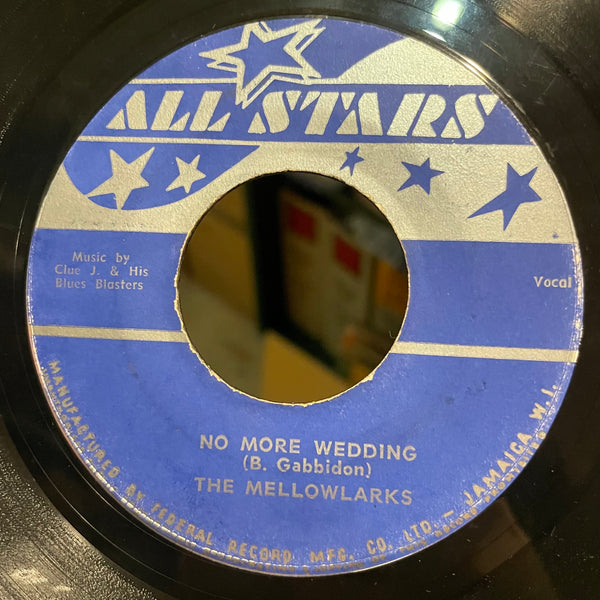 ALL STARS
Music by
Clue J. & His
Blues Blasters
Vocal
NO MORE WEDDING
(B. Gabbidon)
THE MELLOWLARKS
MANUFACTURED BY FEDERAL RECORD MFG. CO. LTD. — JAMAICA, W. I.